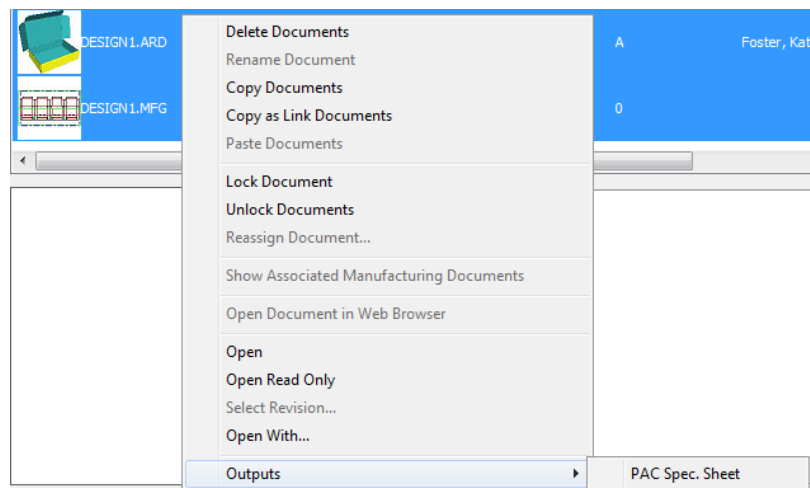 DESIGN1.ARD
A
Foster, Kat
DESIGN1.MFG
0
Delete Documents
Rename Document
Copy Documents
Copy as Link Documents
Paste Documents
Lock Document
Unlock Documents
Reassign Document...
Show Associated Manufacturing Documents
Open Document in Web Browser
Open
Open Read Only
Select Revision...
Open With...
Outputs
PAC Spec. Sheet